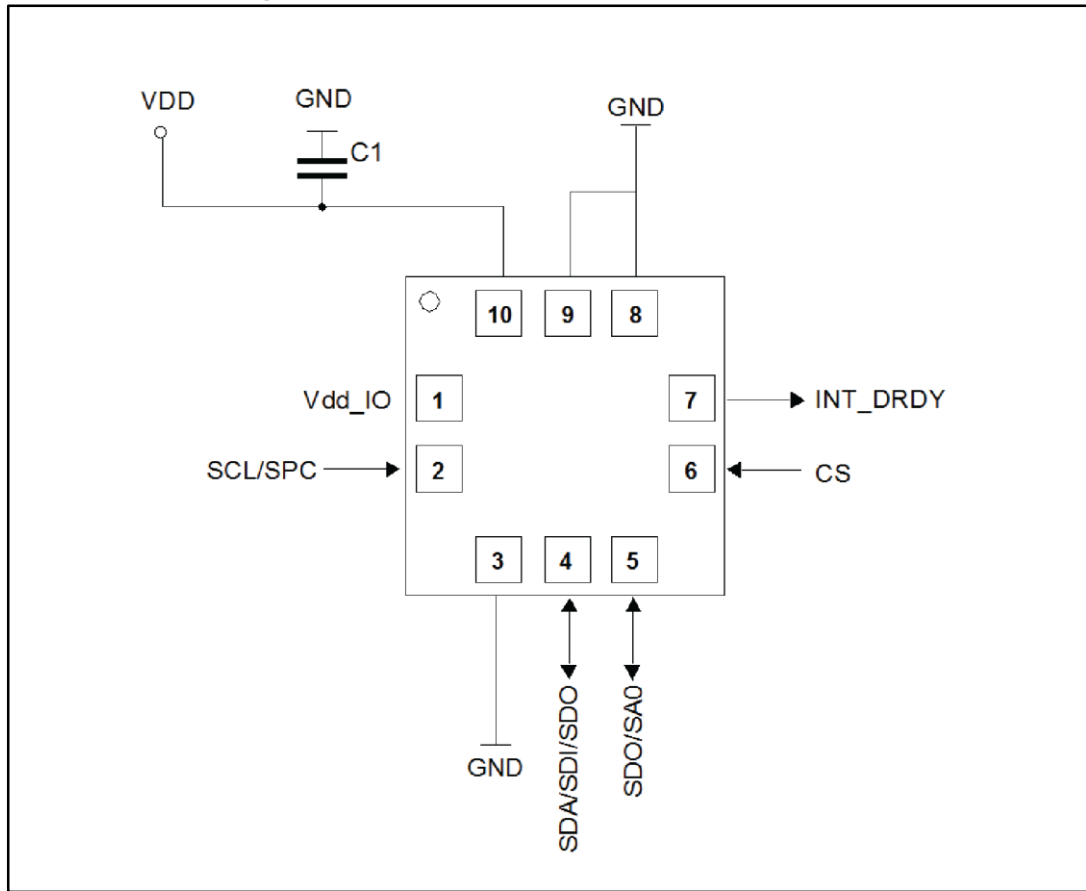 VDD
GND
C1
GND
10
9
8
Vdd_IO
1
7
INT_DRDY
SCL/SPC
2
6
CS
3
4
5
GND
SDA/SDI/SDO
SDO/SA0